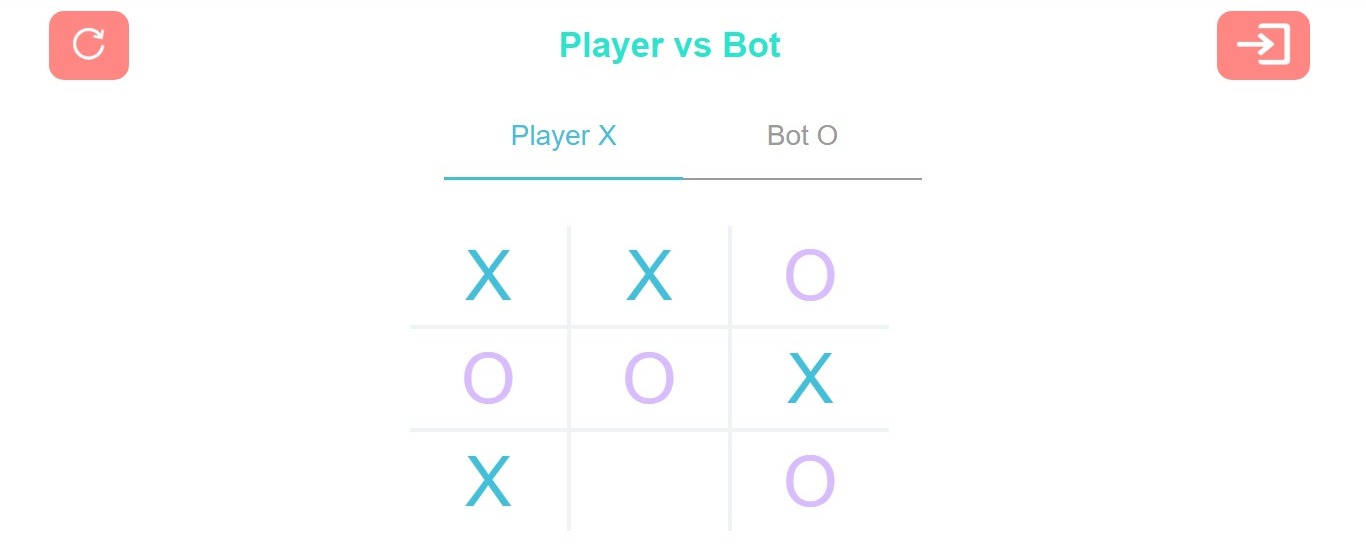 Player vs Bot
Player X Bot O
X X O
O O X
X O